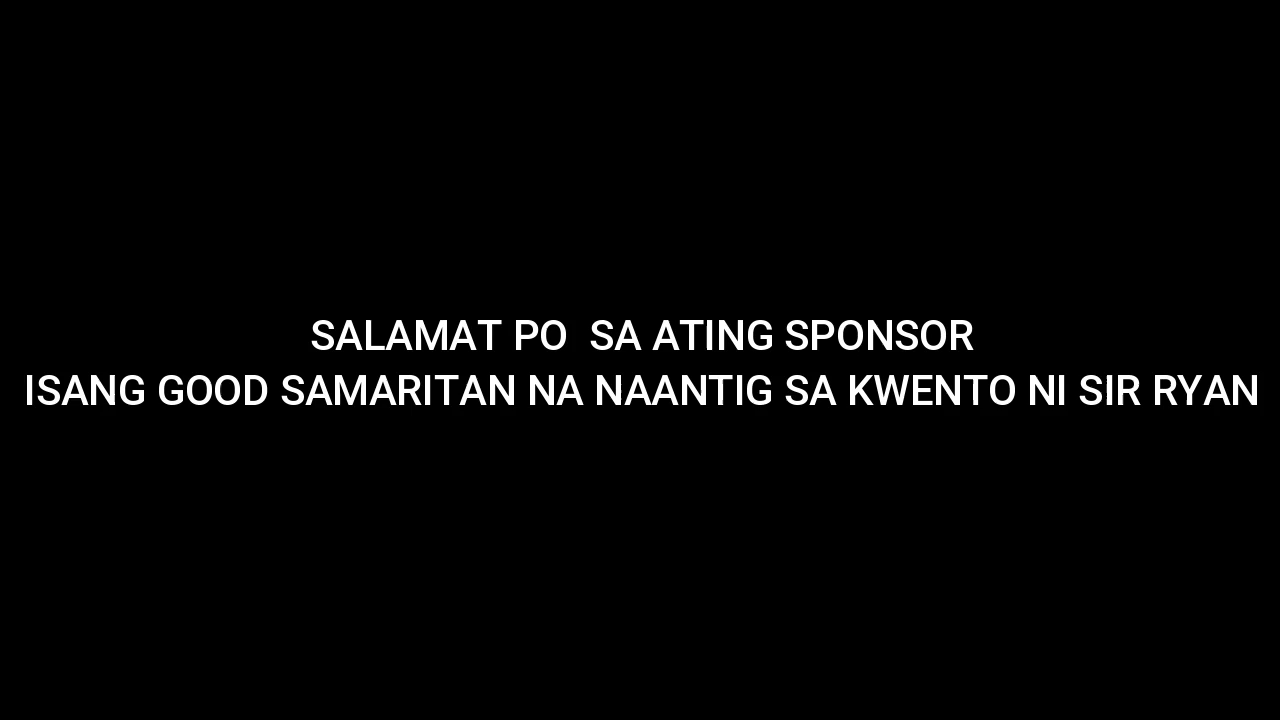 SALAMAT PO  SA ATING SPONSOR
ISANG GOOD SAMARITAN NA NAANTIG SA KWENTO NI SIR RYAN